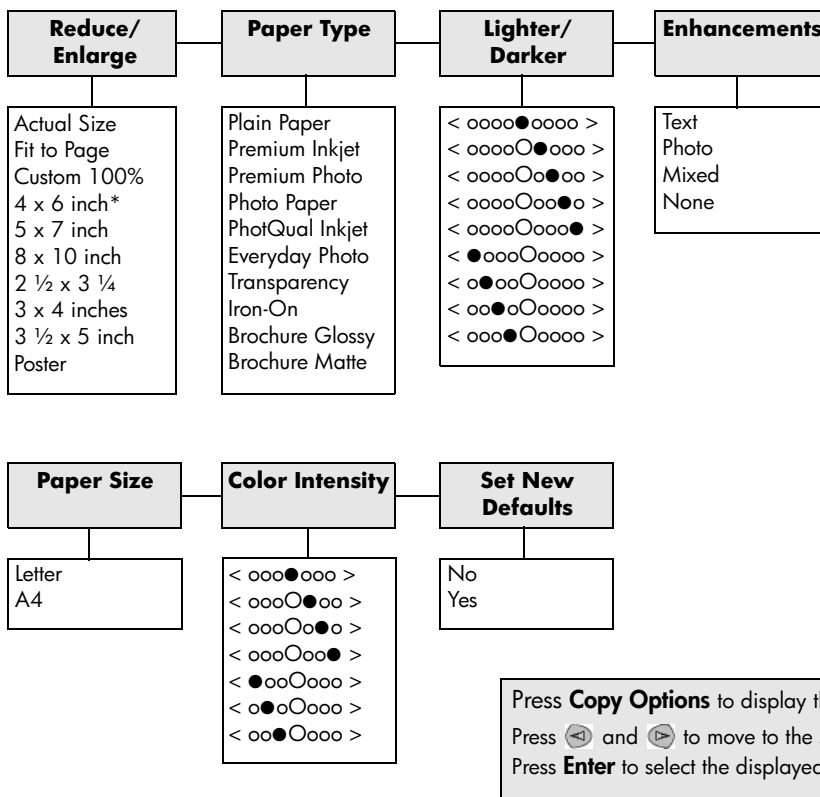 Reduce/
Enlarge
Paper Type
Lighter/
Darker
Enhancements
Actual Size
Fit to Page
Custom 100%
4 x 6 inch*
5 x 7 inch
8 x 10 inch
2 ½ x 3 ¼
3 x 4 inches
3 ½ x 5 inch
Poster
Plain Paper
Premium Inkjet
Premium Photo
Photo Paper
PhotQual Inkjet
Everyday Photo
Transparency
Iron-On
Brochure Glossy
Brochure Matte
< oooo●oooo >
< ooooO●ooo >
< ooooOo●oo >
< ooooOoo●o >
< ooooOooo● >
< ●oooOoooo >
< o●ooOoooo >
< oo●oOoooo >
< ooo●Ooooo >
Text
Photo
Mixed
None
Paper Size
Color Intensity
Set New
Defaults
Letter
A4
< ooo●ooo >
< oooO●oo >
< oooOo●o >
< oooOoo● >
< ●ooOooo >
< o●oOooo >
< oo●Oooo >
No
Yes
Press Copy Options to display
Press and to move to the
Press Enter to select the displayed